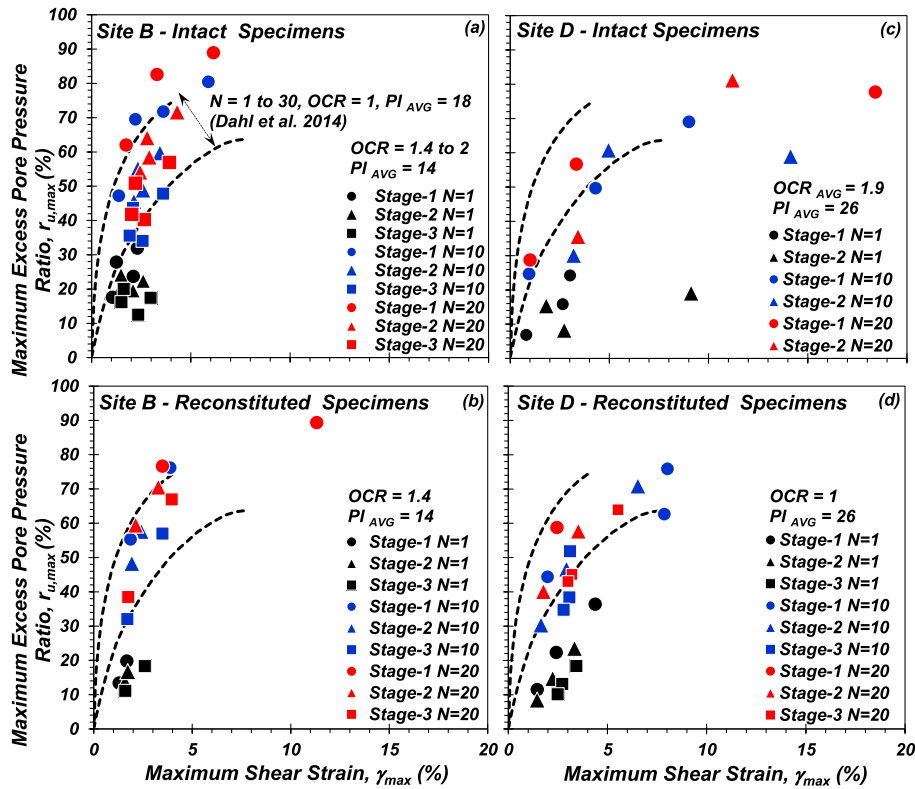 Site B - Intact Specimens
(a)
N = 1 to 30, OCR = 1, PI AVG = 18
(Dahl et al. 2014)
OCR = 1.4 to 2
PI AVG = 14
Stage-1 N=1
Stage-2 N=1
Stage-3 N=1
Stage-1 N=10
Stage-2 N=10
Stage-3 N=10
Stage-1 N=20
Stage-2 N=20
Stage-3 N=20
Maximum Excess Pore Pressure
Ratio, ru,max (%)
100
90
80
70
60
50
40
30
20
10
0
0
5
10
15
20
Site D - Intact Specimens
(c)
OCR AVG = 1.9
PI AVG = 26
Stage-1 N=1
Stage-2 N=1
Stage-1 N=10
Stage-2 N=10
Stage-1 N=20
Stage-2 N=20
0
5
10
15
20
Site B - Reconstituted Specimens
(b)
OCR = 1.4
PI AVG = 14
Stage-1 N=1
Stage-2 N=1
Stage-3 N=1
Stage-1 N=10
Stage-2 N=10
Stage-3 N=10
Stage-1 N=20
Stage-2 N=20
Stage-3 N=20
Maximum Excess Pore Pressure
Ratio, ru,max (%)
100
90
80
70
60
50
40
30
20
10
0
0
5
10
15
20
Maximum Shear Strain, γmax (%)
Site D - Reconstituted Specimens
(d)
OCR = 1
PI AVG = 26
Stage-1 N=1
Stage-2 N=1
Stage-3 N=1
Stage-1 N=10
Stage-2 N=10
Stage-3 N=10
Stage-1 N=20
Stage-2 N=20
Stage-3 N=20
0
5
10
15
20
Maximum Shear Strain, γmax (%)